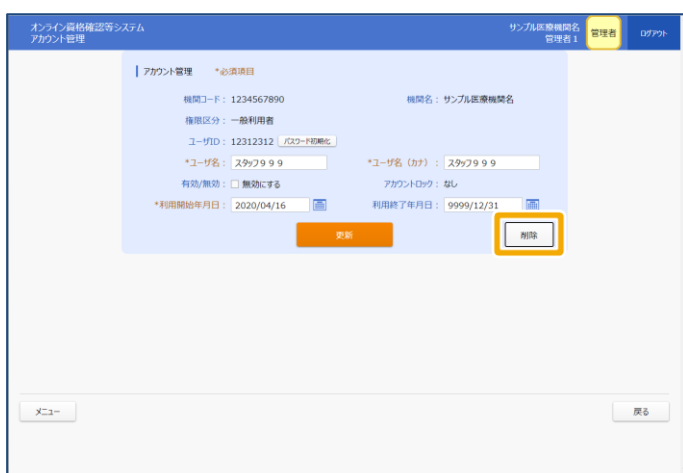 オンライン資格確認等システム
アカウント管理
サンプル医療機関名
管理者1
管理者
ログアウト
アカウント管理 *必須項目
機関コード： 1234567890 機関名： サンプル医療機関名
権限区分： 一般利用者
ユーザID： 12312312 パスワード初期化
*ユーザ名： スタッフ９９９ *ユーザ名（カナ）： スタッフ９９９
有効/無効： 無効にする アカウントロック： なし
*利用開始年月日： 2020/04/16 利用終了年月日： 9999/12/31
更新 削除
メニュー 戻る